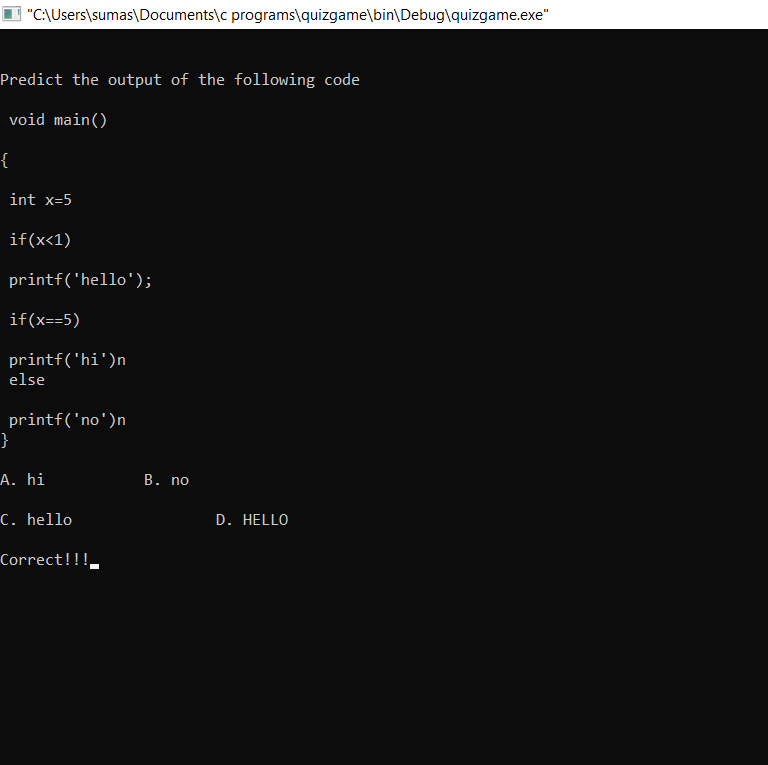 "C:\Users\sumas\Documents\c programs\quizgame\bin\Debug\quizgame.exe"
Predict the output of the following code
void main()
{
int x=5
if(x<1)
printf('hello');
if(x==5)
printf('hi')n
else
printf('no')n
}
A. hi B. no
C. hello D. HELLO
Correct!!!